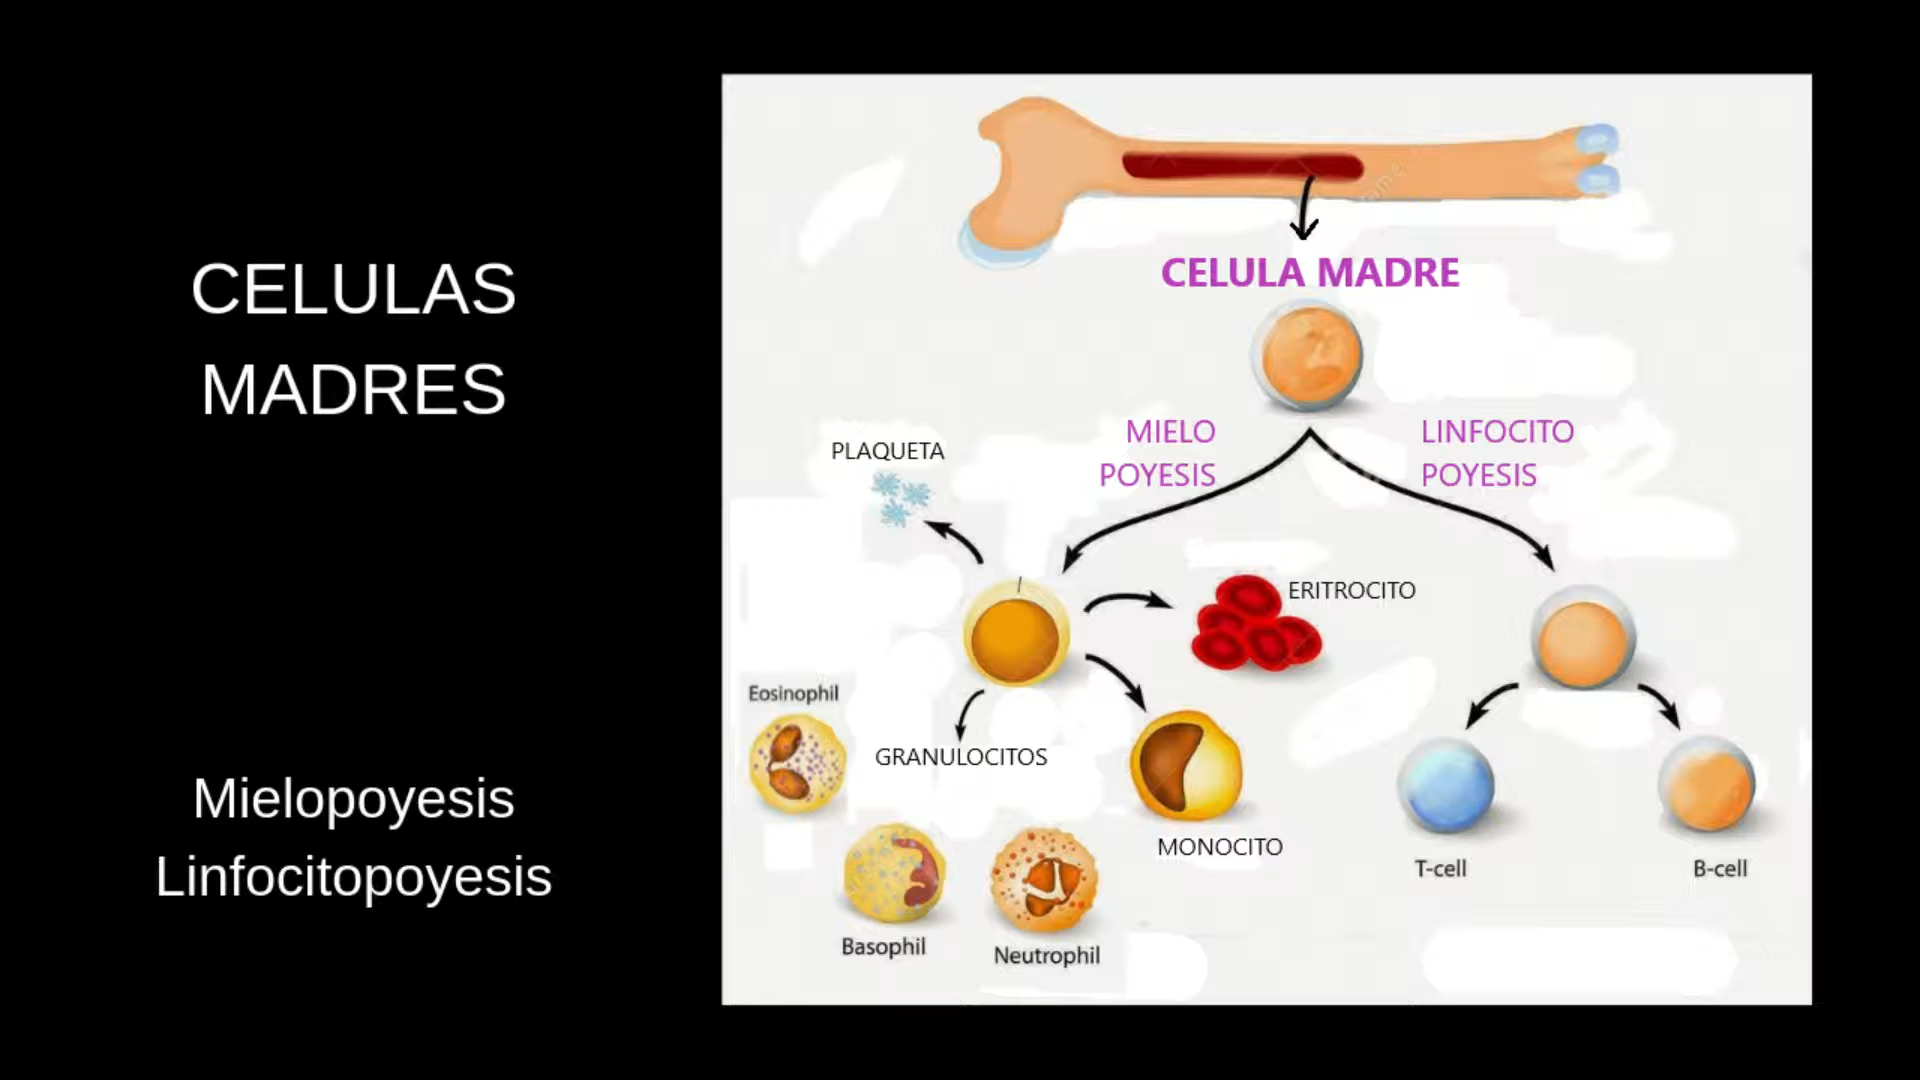 CELULAS
MADRES
Mielopoyesis
Linfocitopoyesis
CELULA MADRE
MIELO
POYESIS
LINFOCITO
POYESIS
PLAQUETA
ERITROCITO
Eosinophil
GRANULOCITOS
MONOCITO
T-cell
B-cell
Basophil
Neutrophil